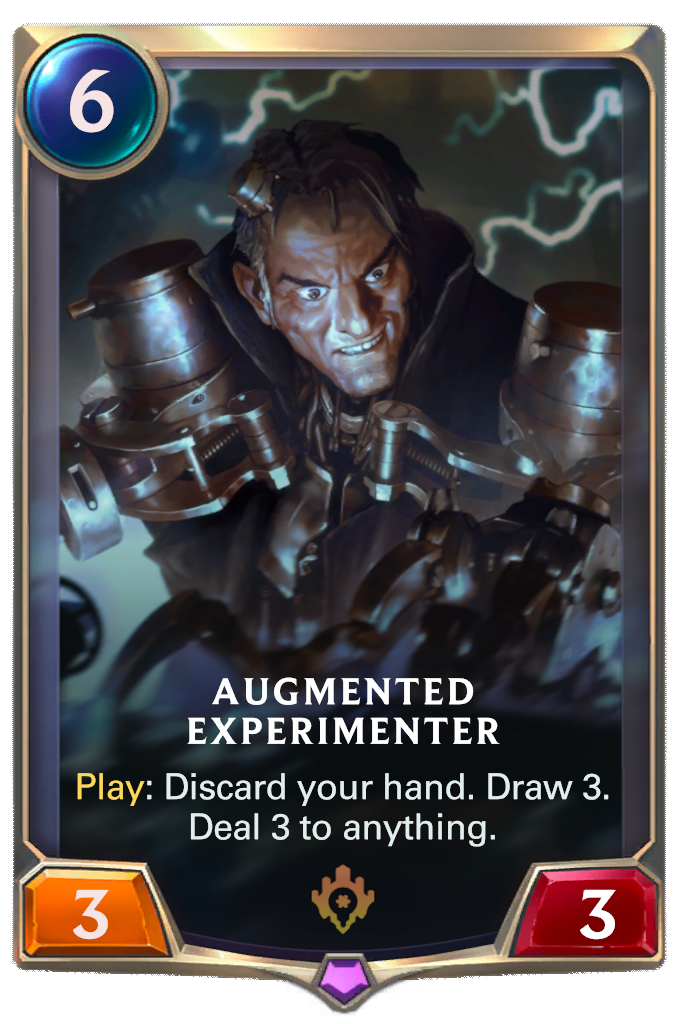 6
AUGMENTED
EXPERIMENTER
Play: Discard your hand. Draw 3.
Deal 3 to anything.
3 3